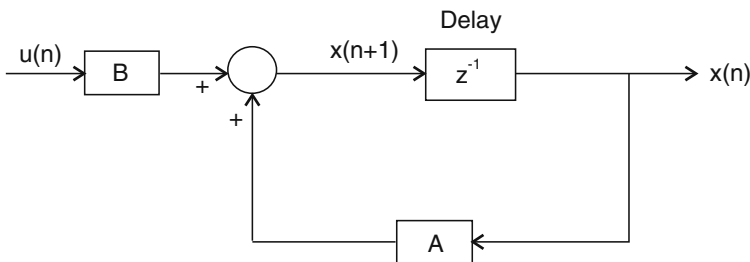 Delay
u(n)
B
+
+
x(n+1)
z⁻¹
x(n)
A